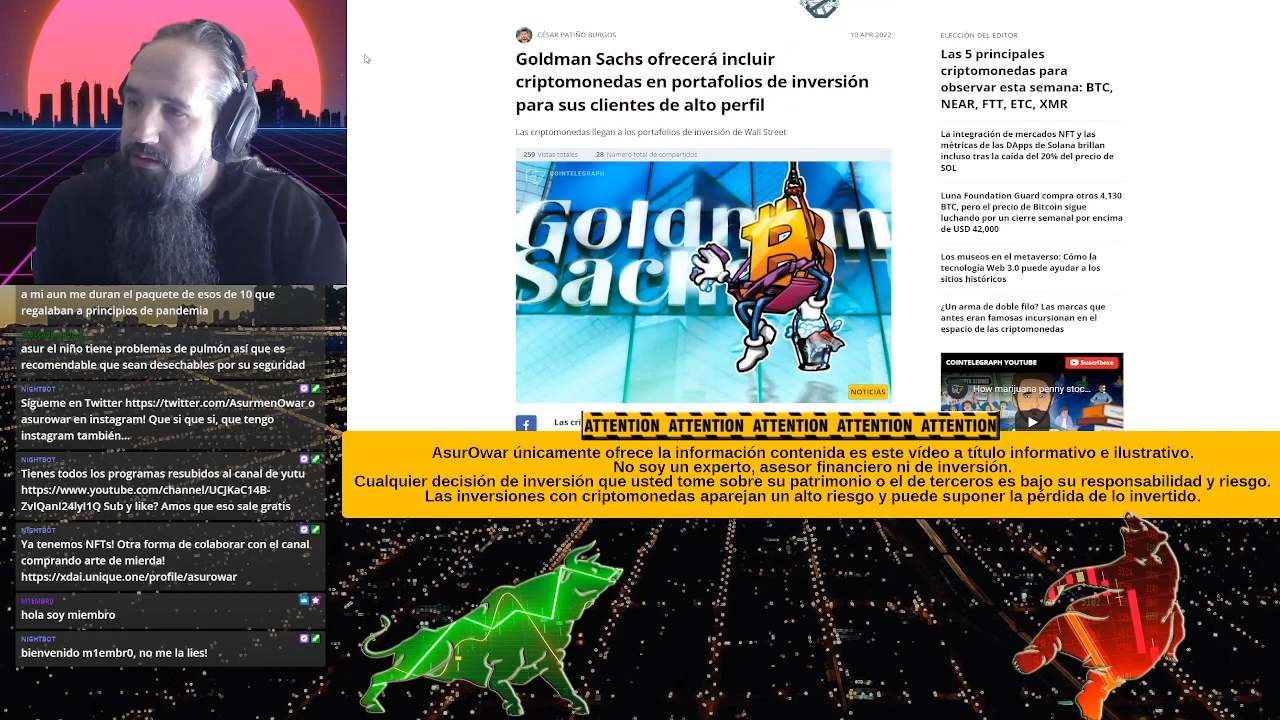 CÉSAR PATIÑO BURGOS
10 APR 2022
Goldman Sachs ofrecerá incluir
criptomonedas en portafolios de inversión
para sus clientes de alto perfil
Las criptomonedas llegan a los portafolios de inversión de Wall Street
259 Vistas totales
28 Número total de compartidos
COINTELEGRAPH
Goldman
Sachs
NOTICIAS
Las cri
ELECCIÓN DEL EDITOR
Las 5 principales
criptomonedas para
observar esta semana: BTC,
NEAR, FTT, ETC, XMR
La integración de mercados NFT y las
métricas de las DApps de Solana brillan
incluso tras la caída del 20% del precio de
SOL
Luna Foundation Guard compra otros 4,130
BTC, pero el precio de Bitcoin sigue
luchando por un cierre semanal por encima
de USD 42,000
Los museos en el metaverso: Cómo la
tecnología Web 3.0 puede ayudar a los
sitios históricos
¿Un arma de doble filo? Las marcas que
antes eran famosas incursionan en el
espacio de las criptomonedas
COINTELEGRAPH YOUTUBE
Suscríbete
How marijuana penny stoc...
a mi aun me duran el paquete de esos de 10 que
regalaban a principios de pandemia
asur el niño tiene problemas de pulmón así que es
recomendable que sean desechables por su seguridad
NIGHTBOT
Sígueme en Twitter https://twitter.com/AsurmenOwar o
asurowar en instagram! Que si que si, que tengo
instagram también...
NIGHTBOT
Tienes todos los programas resubidos al canal de yutu
https://www.youtube.com/channel/UCJKaC14B-
ZvIQanI24lyI1Q Sub y like? Amos que eso sale gratis
NIGHTBOT
Ya tenemos NFTs! Otra forma de colaborar con el canal
comprando arte de mierda!
https://xdai.unique.one/profile/asurowar
M1EMBR0
hola soy miembro
NIGHTBOT
bienvenido m1embr0, no me la lies!
ATTENTION ATTENTION ATTENTION ATTENTION ATTENTION
AsurOwar únicamente ofrece la información contenida es este vídeo a título informativo e ilustrativo.
No soy un experto, asesor financiero ni de inversión.
Cualquier decisión de inversión que usted tome sobre su patrimonio o el de terceros es bajo su responsabilidad y riesgo.
Las inversiones con criptomonedas aparejan un alto riesgo y puede suponer la pérdida de lo invertido.